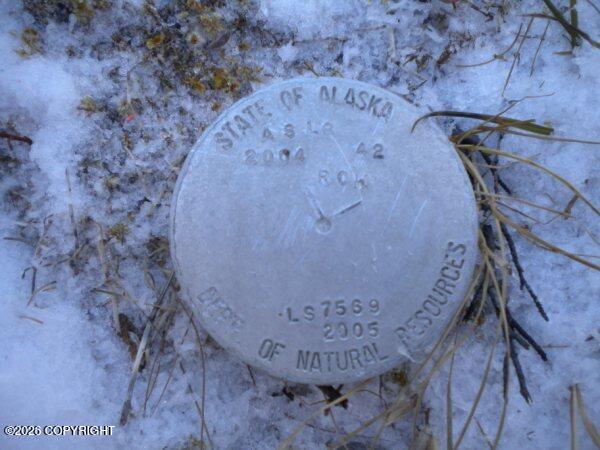 STATE OF ALASKA
ASLS
2004 42
ROW
LS7569
2005
DEPT OF NATURAL RESOURCES
©2026 COPYRIGHT